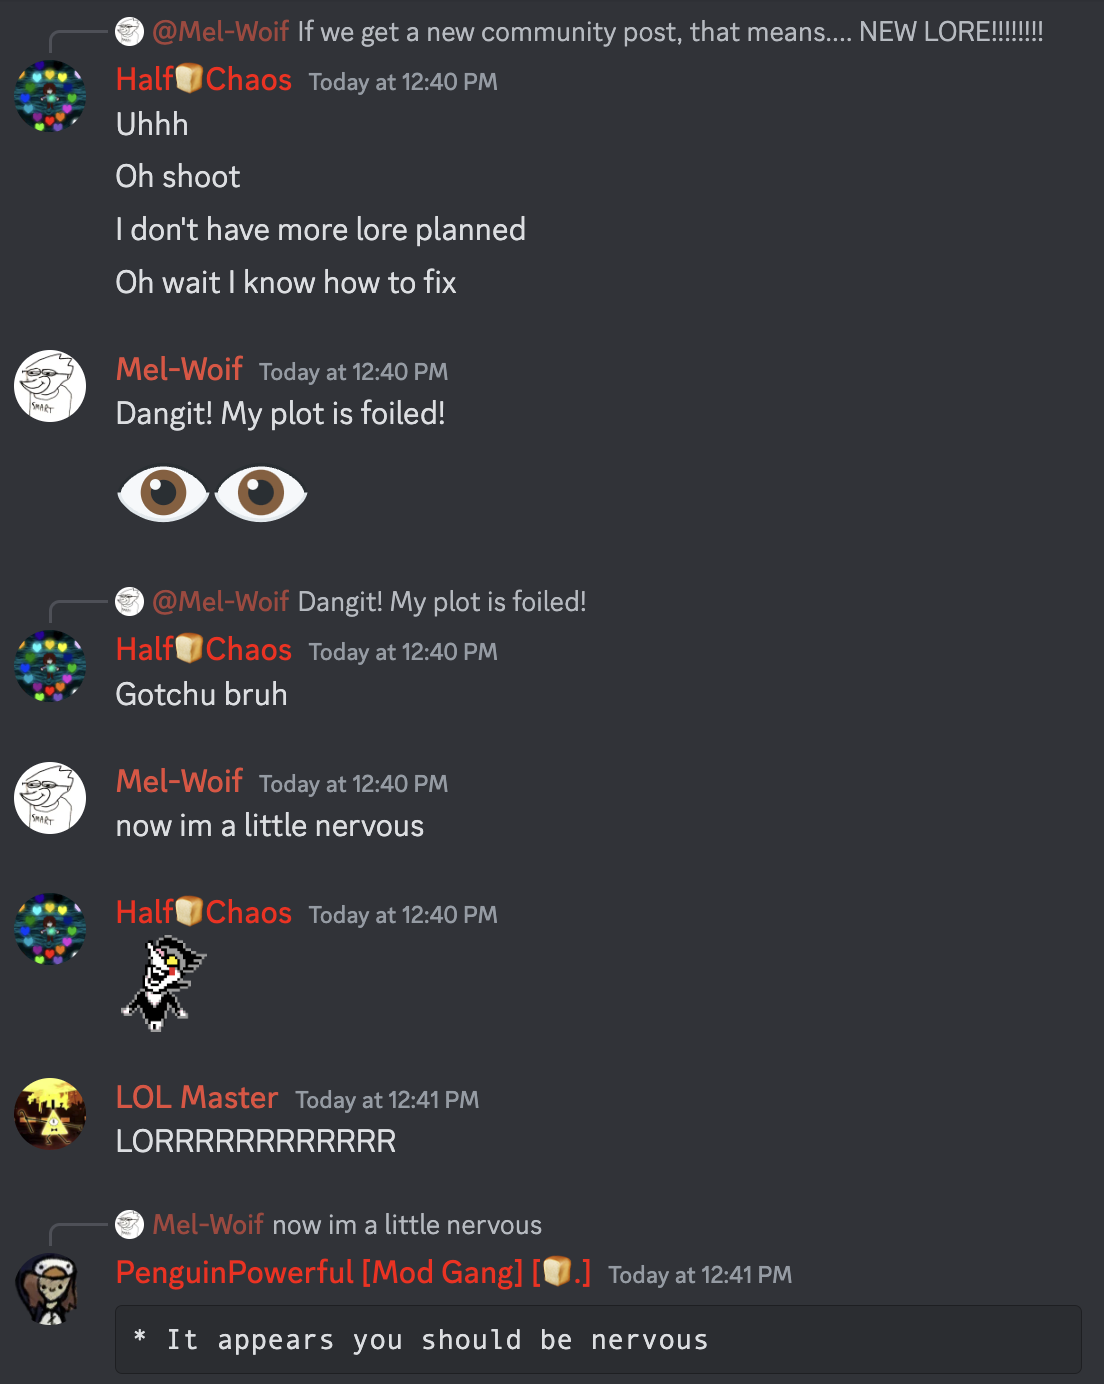 @Mel-Woif If we get a new community post, that means.... NEW LORE!!!!!!!!
Half🍞Chaos Today at 12:40 PM
Uhhh
Oh shoot
I don't have more lore planned
Oh wait I know how to fix
Mel-Woif Today at 12:40 PM
SMART
Dangit! My plot is foiled!
@Mel-Woif Dangit! My plot is foiled!
Half🍞Chaos Today at 12:40 PM
Gotchu bruh
Mel-Woif Today at 12:40 PM
SMART
now im a little nervous
Half🍞Chaos Today at 12:40 PM
LOL Master Today at 12:41 PM
LORRRRRRRRRRRR
Mel-Woif now im a little nervous
PenguinPowerful [Mod Gang] [🍞.] Today at 12:41 PM
* It appears you should be nervous